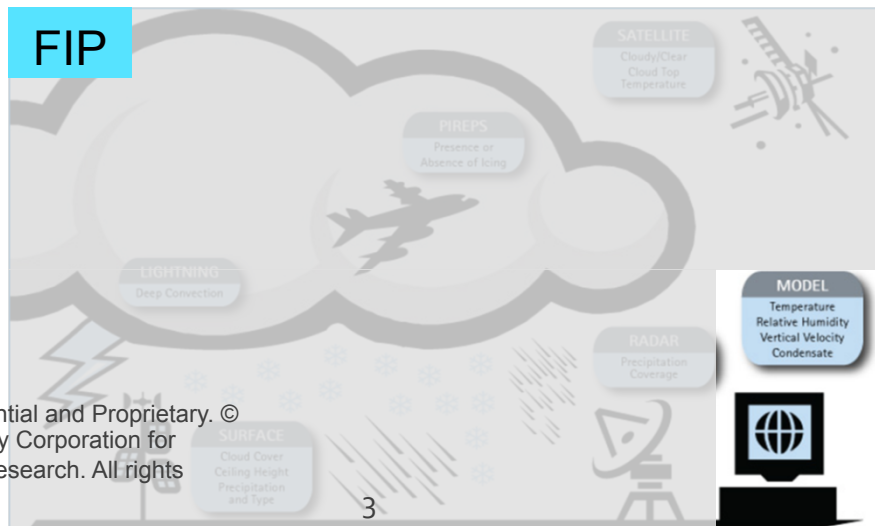 FIP
SATELLITE
Cloudy/Clear
Cloud Top
Temperature
PIREPS
Presence or
Absence of Icing
LIGHTNING
Deep Convection
MODEL
Temperature
Relative Humidity
Vertical Velocity
Condensate
RADAR
Precipitation
Coverage
ntial and Proprietary. ©
y Corporation for
esearch. All rights
SURFACE
Cloud Cover
Ceiling Height
Precipitation
and Type
3